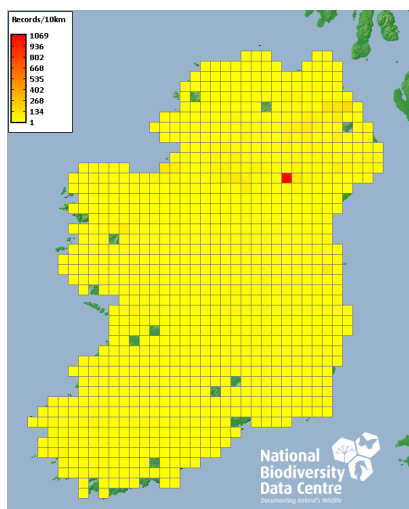 Records/10km
1069
936
802
668
535
402
268
134
1
National
Biodiversity
Data Centre
Documenting Ireland's Wildlife